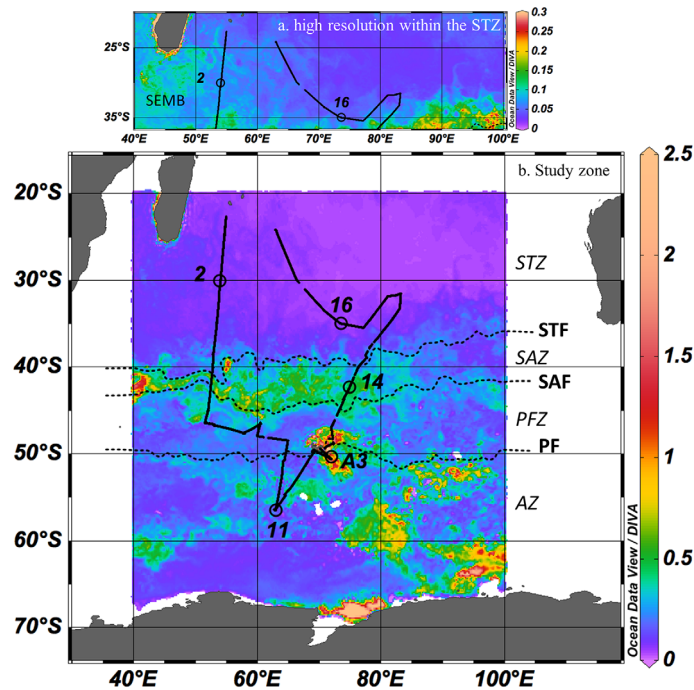 a. high resolution within the STZ
25°S
35°S
2
16
SEMB
40°E 60°E 80°E 100°E
0.3
0.25
0.2
0.15
0.1
0.05
0
Ocean Data View / DIVA
b. Study zone
20°S
30°S
40°S
50°S
60°S
70°S
2
16
14
A3
11
STZ
STF
SAZ
SAF
PFZ
PF
AZ
40°E 60°E 80°E 100°E
2.5
2
1.5
1
0.5
0
Ocean Data View / DIVA